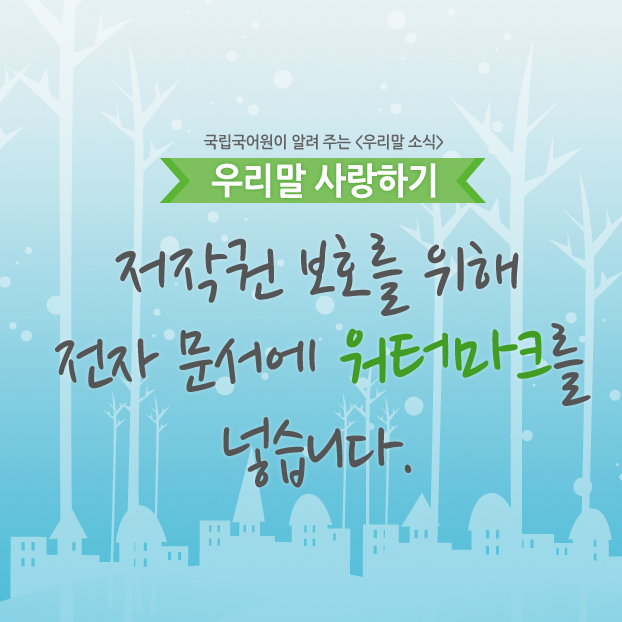 국립국어원이 알려 주는 <우리말 소식>
우리말 사랑하기
저작권 보호를 위해
전자 문서에 워터마크를
넣습니다.